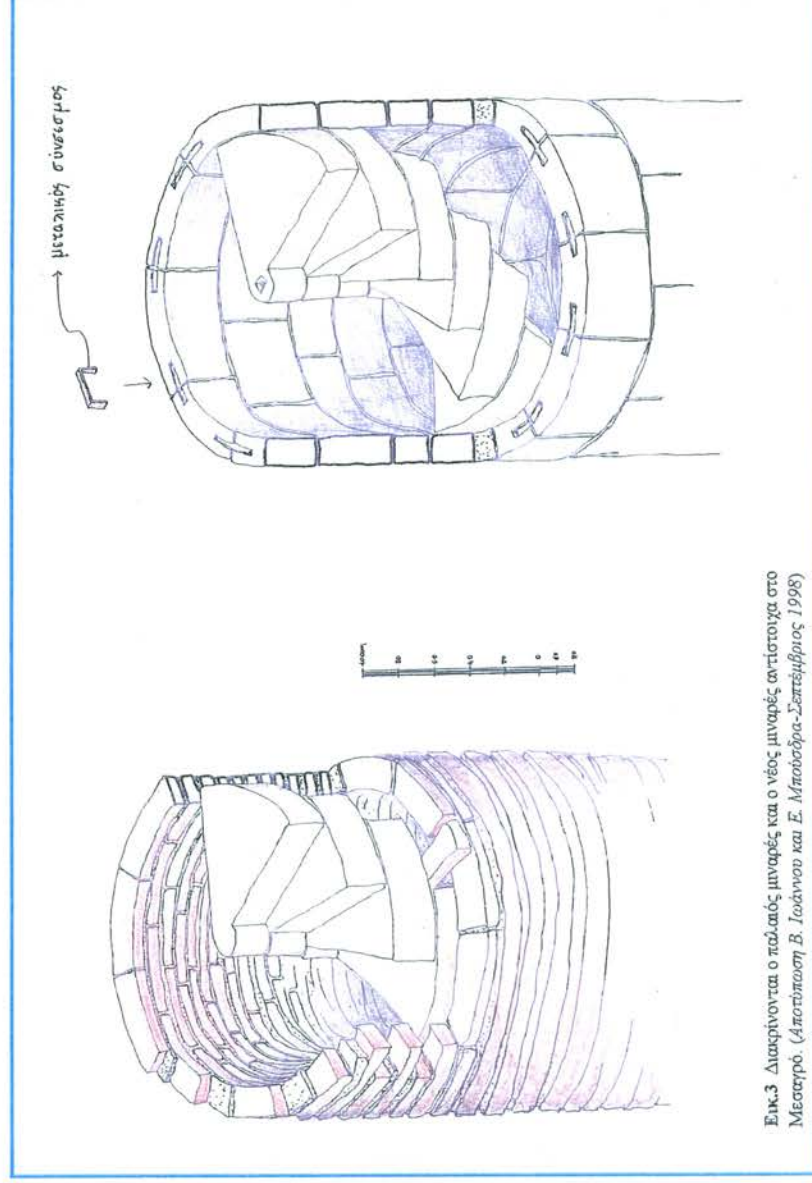 μεταλλικός σύνδεσμος
Εικ.3 Διακρίνονται ο παλαιός μιναρές και ο νέος μιναρές αντίστοιχα στο
Μεσαγρό. (Αποτύπωση Β. Ιωάννου και Ε. Μπούσδρα-Σεπτέμβριος 1998)